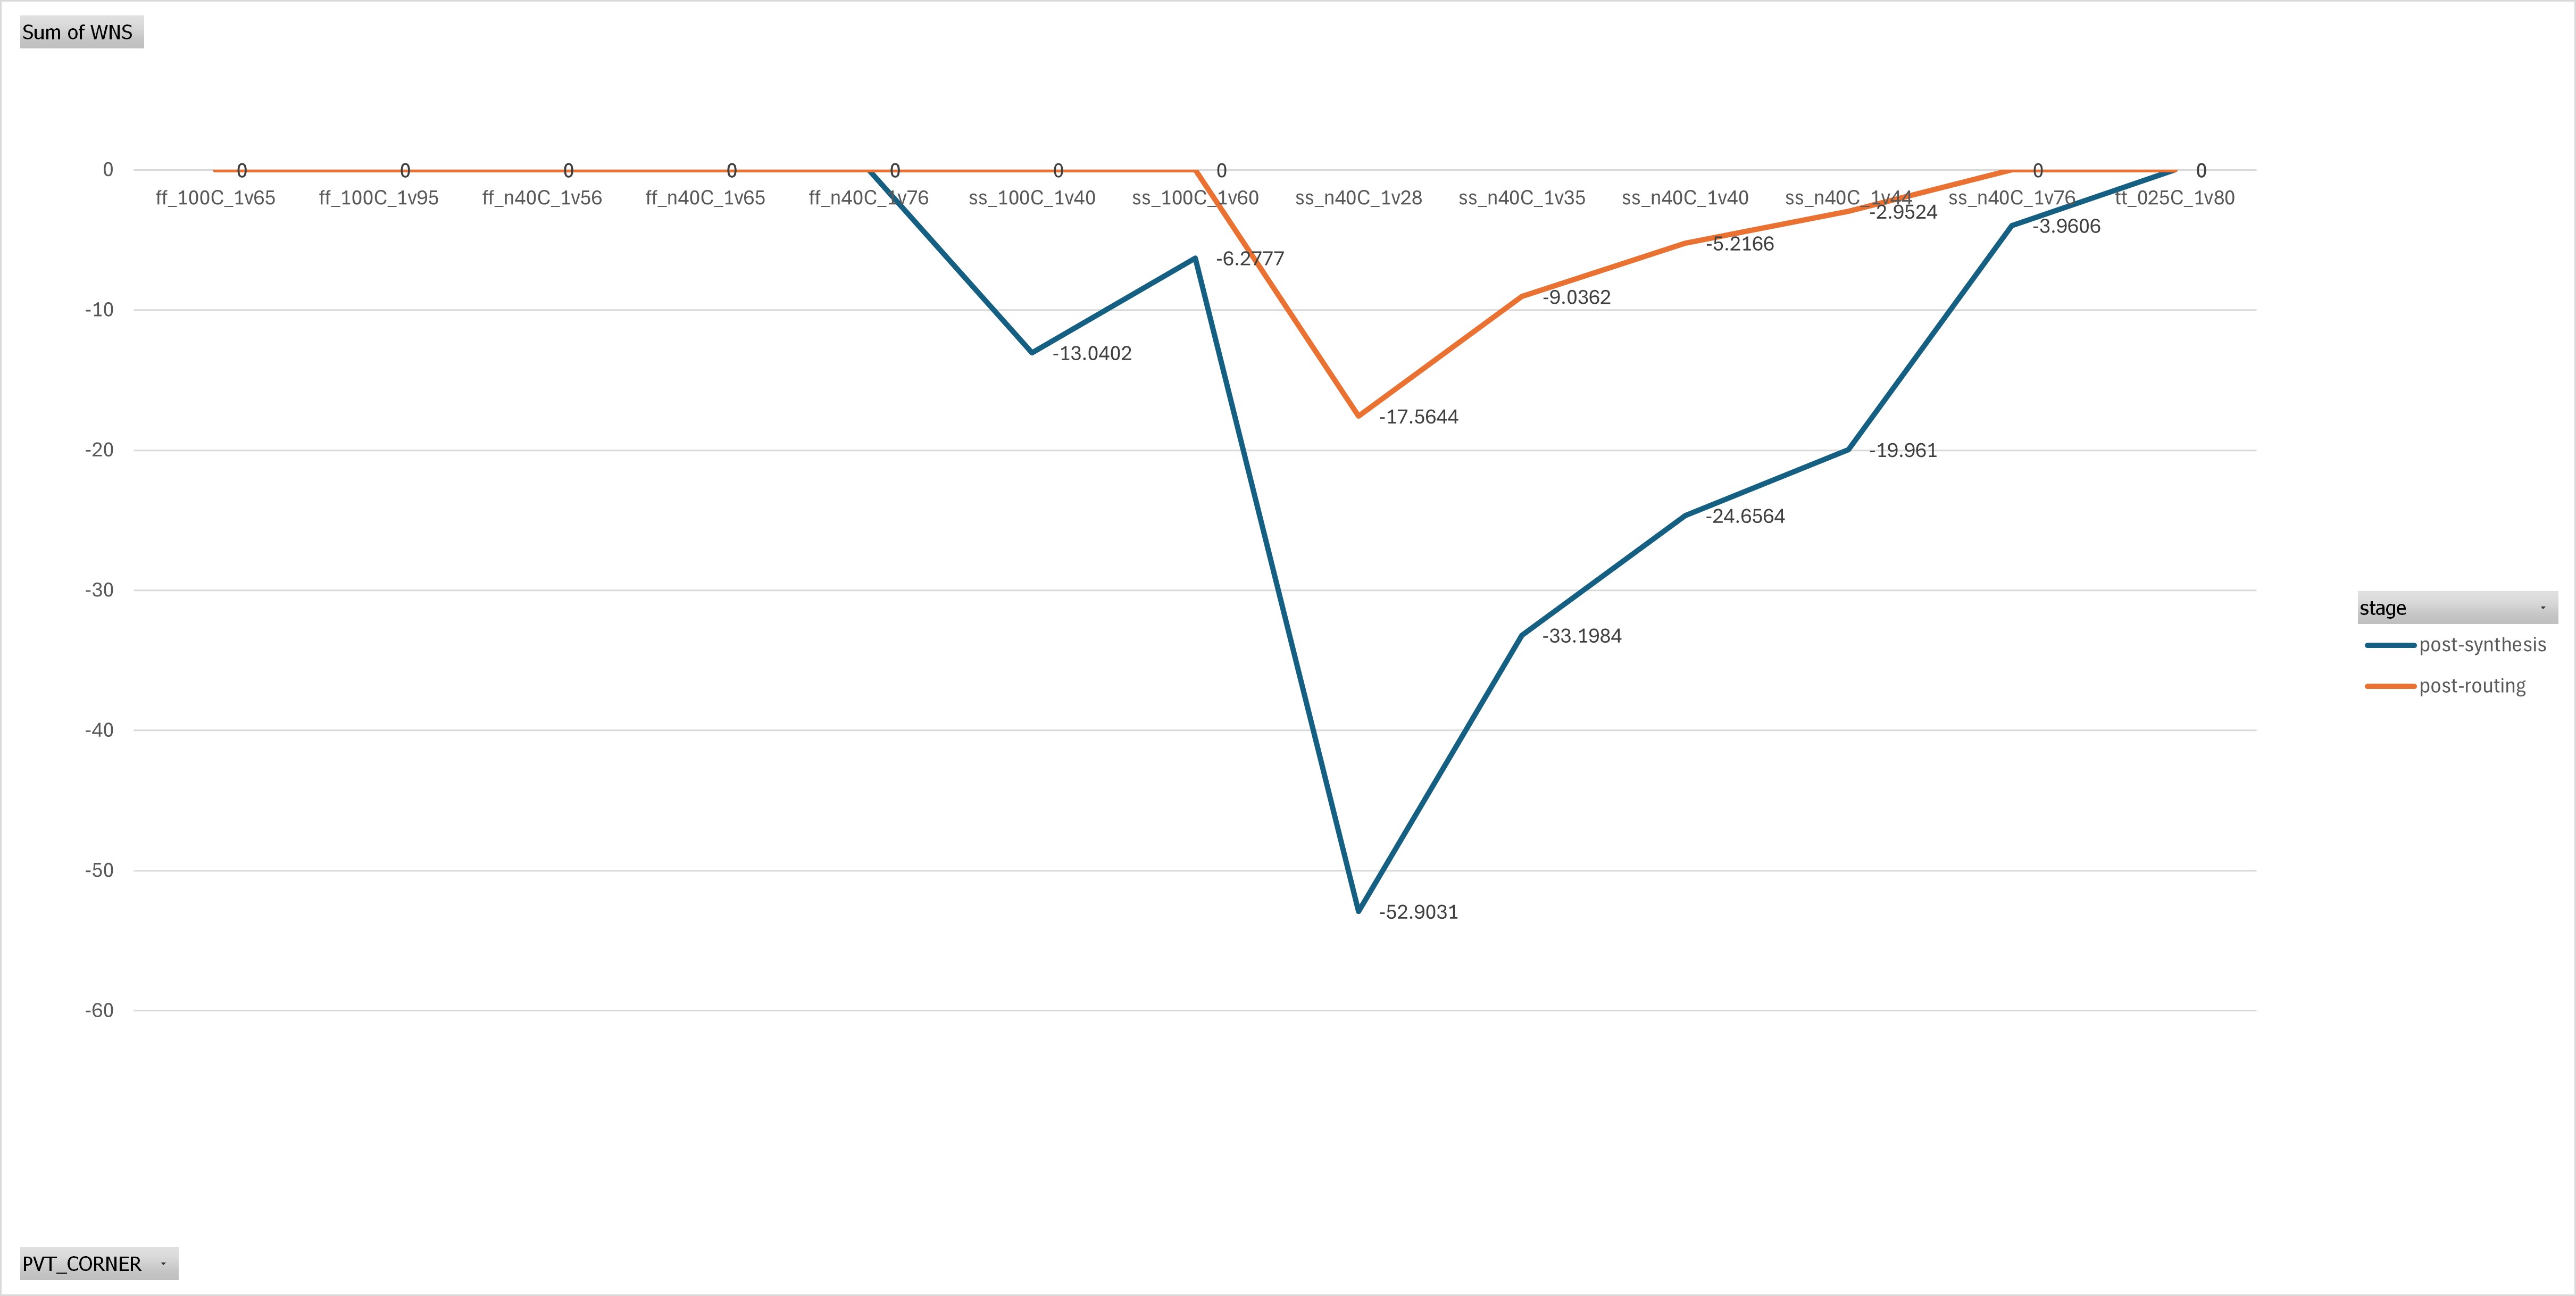 Sum of WNS
0
0 0 0 0 0 0 0 0 0
ff_100C_1v65 ff_100C_1v95 ff_n40C_1v56 ff_n40C_1v65 ff_n40C_1v76 ss_100C_1v40 ss_100C_1v60 ss_n40C_1v28 ss_n40C_1v35 ss_n40C_1v40 ss_n40C_1v44 ss_n40C_1v76 tt_025C_1v80
-2.9524
-3.9606
-5.2166
-6.2777
-9.0362
-10
-13.0402
-17.5644
-20
-19.961
-24.6564
-30
-33.1984
-40
-50
-52.9031
-60
stage
post-synthesis
post-routing
PVT_CORNER